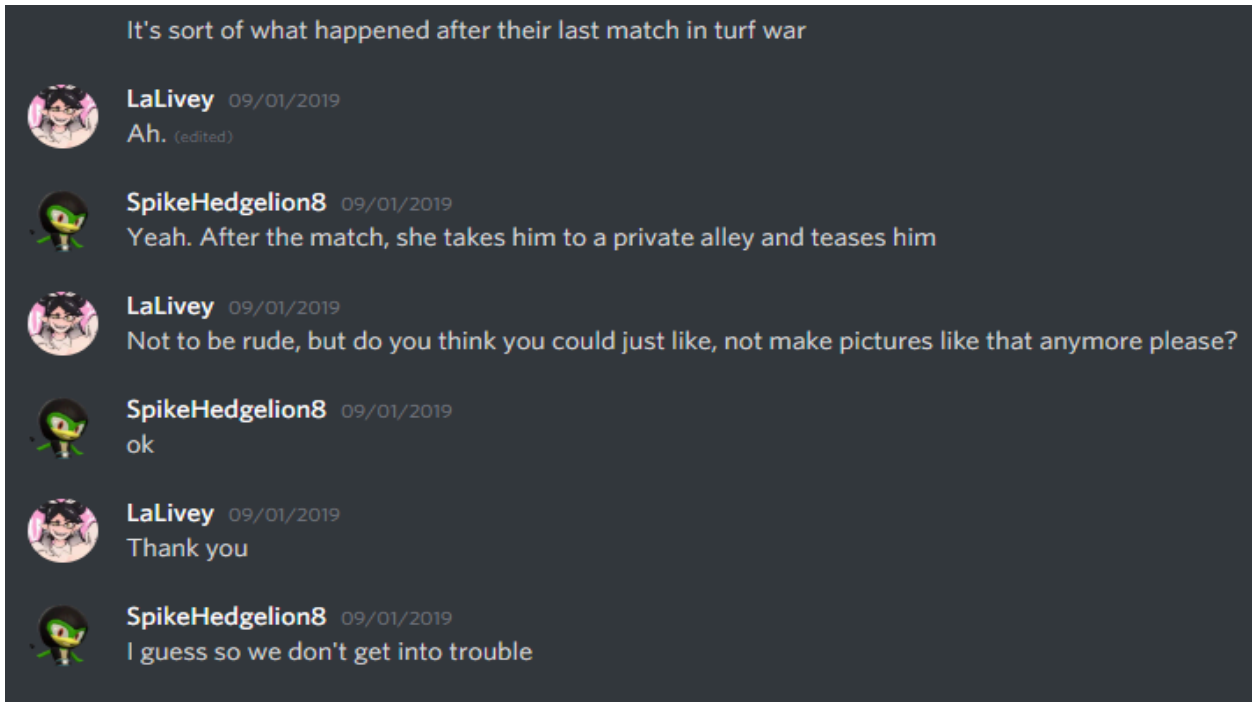 It's sort of what happened after their last match in turf war
LaLivey 09/01/2019
Ah. (edited)
SpikeHedgelion8 09/01/2019
Yeah. After the match, she takes him to a private alley and teases him
LaLivey 09/01/2019
Not to be rude, but do you think you could just like, not make pictures like that anymore please?
SpikeHedgelion8 09/01/2019
ok
LaLivey 09/01/2019
Thank you
SpikeHedgelion8 09/01/2019
I guess so we don't get into trouble